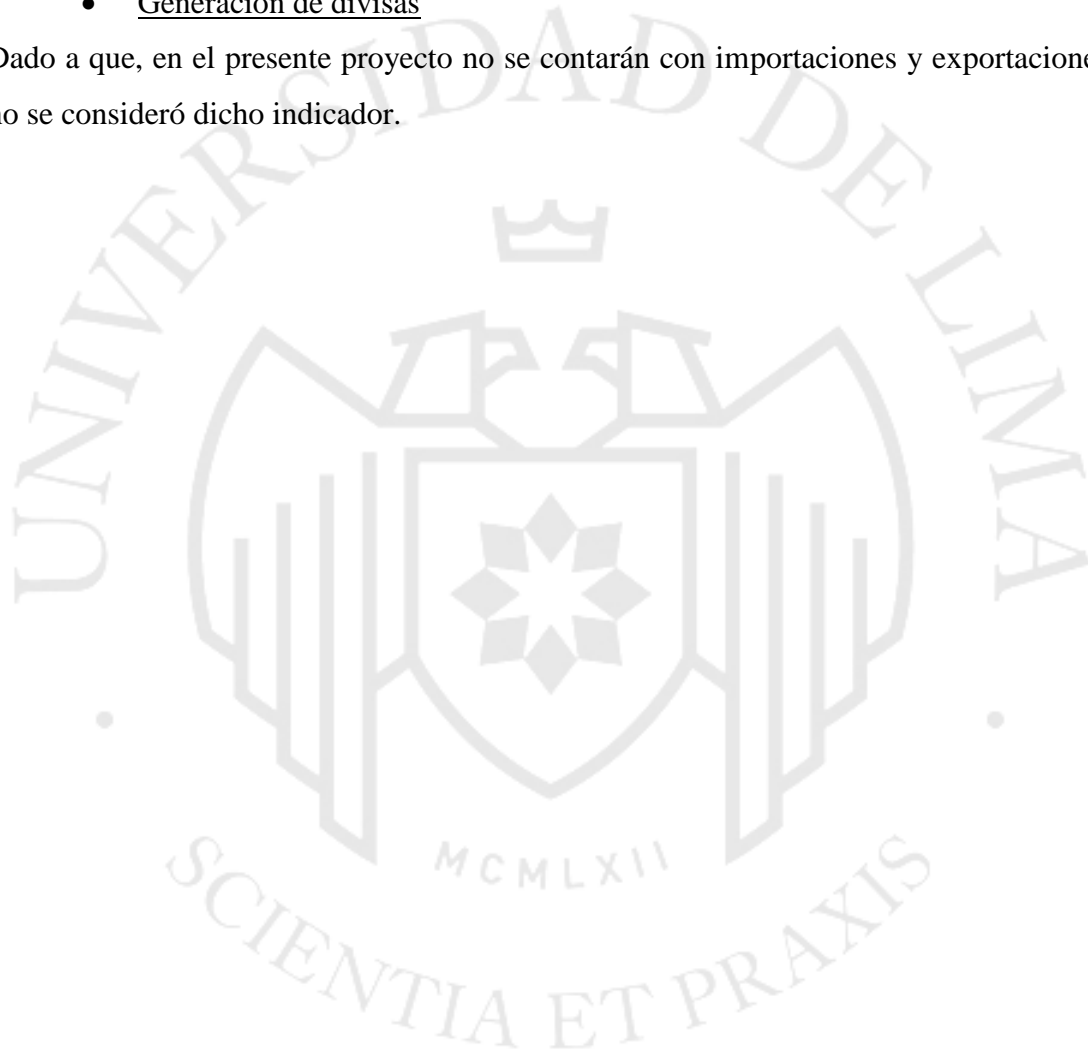 • Generación de divisas
Dado a que, en el presente proyecto no se contarán con importaciones y exportacione
no se consideró dicho indicador.
UNIVERSIDAD DE LIMA
MCMLXII
SCIENTIA ET PRAXIS